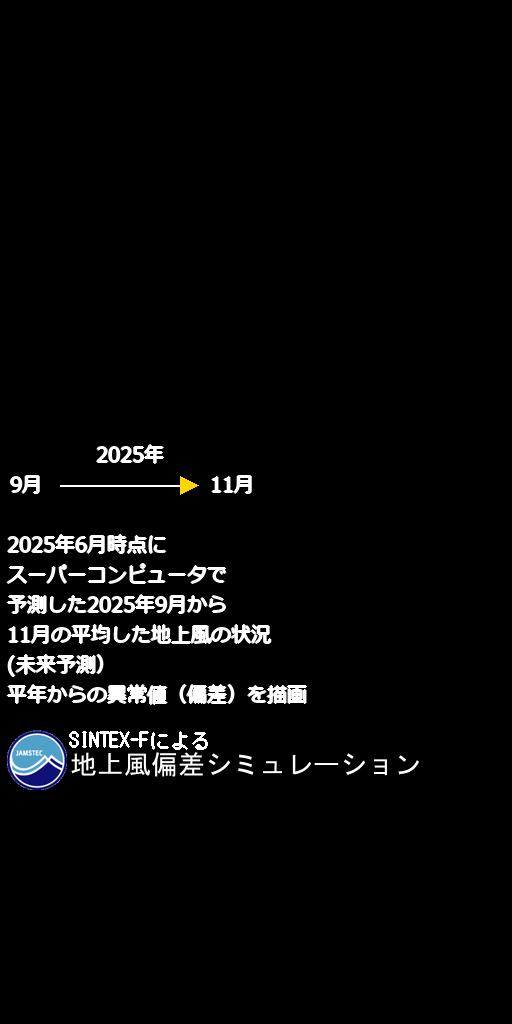 2025年
9月 11月
2025年6月時点に
スーパーコンピュータで
予測した2025年9月から
11月の平均した地上風の状況
(未来予測）
平年からの異常値（偏差）を描画
SINTEX-Fによる
JAMSTEC
地上風偏差シミュレーション